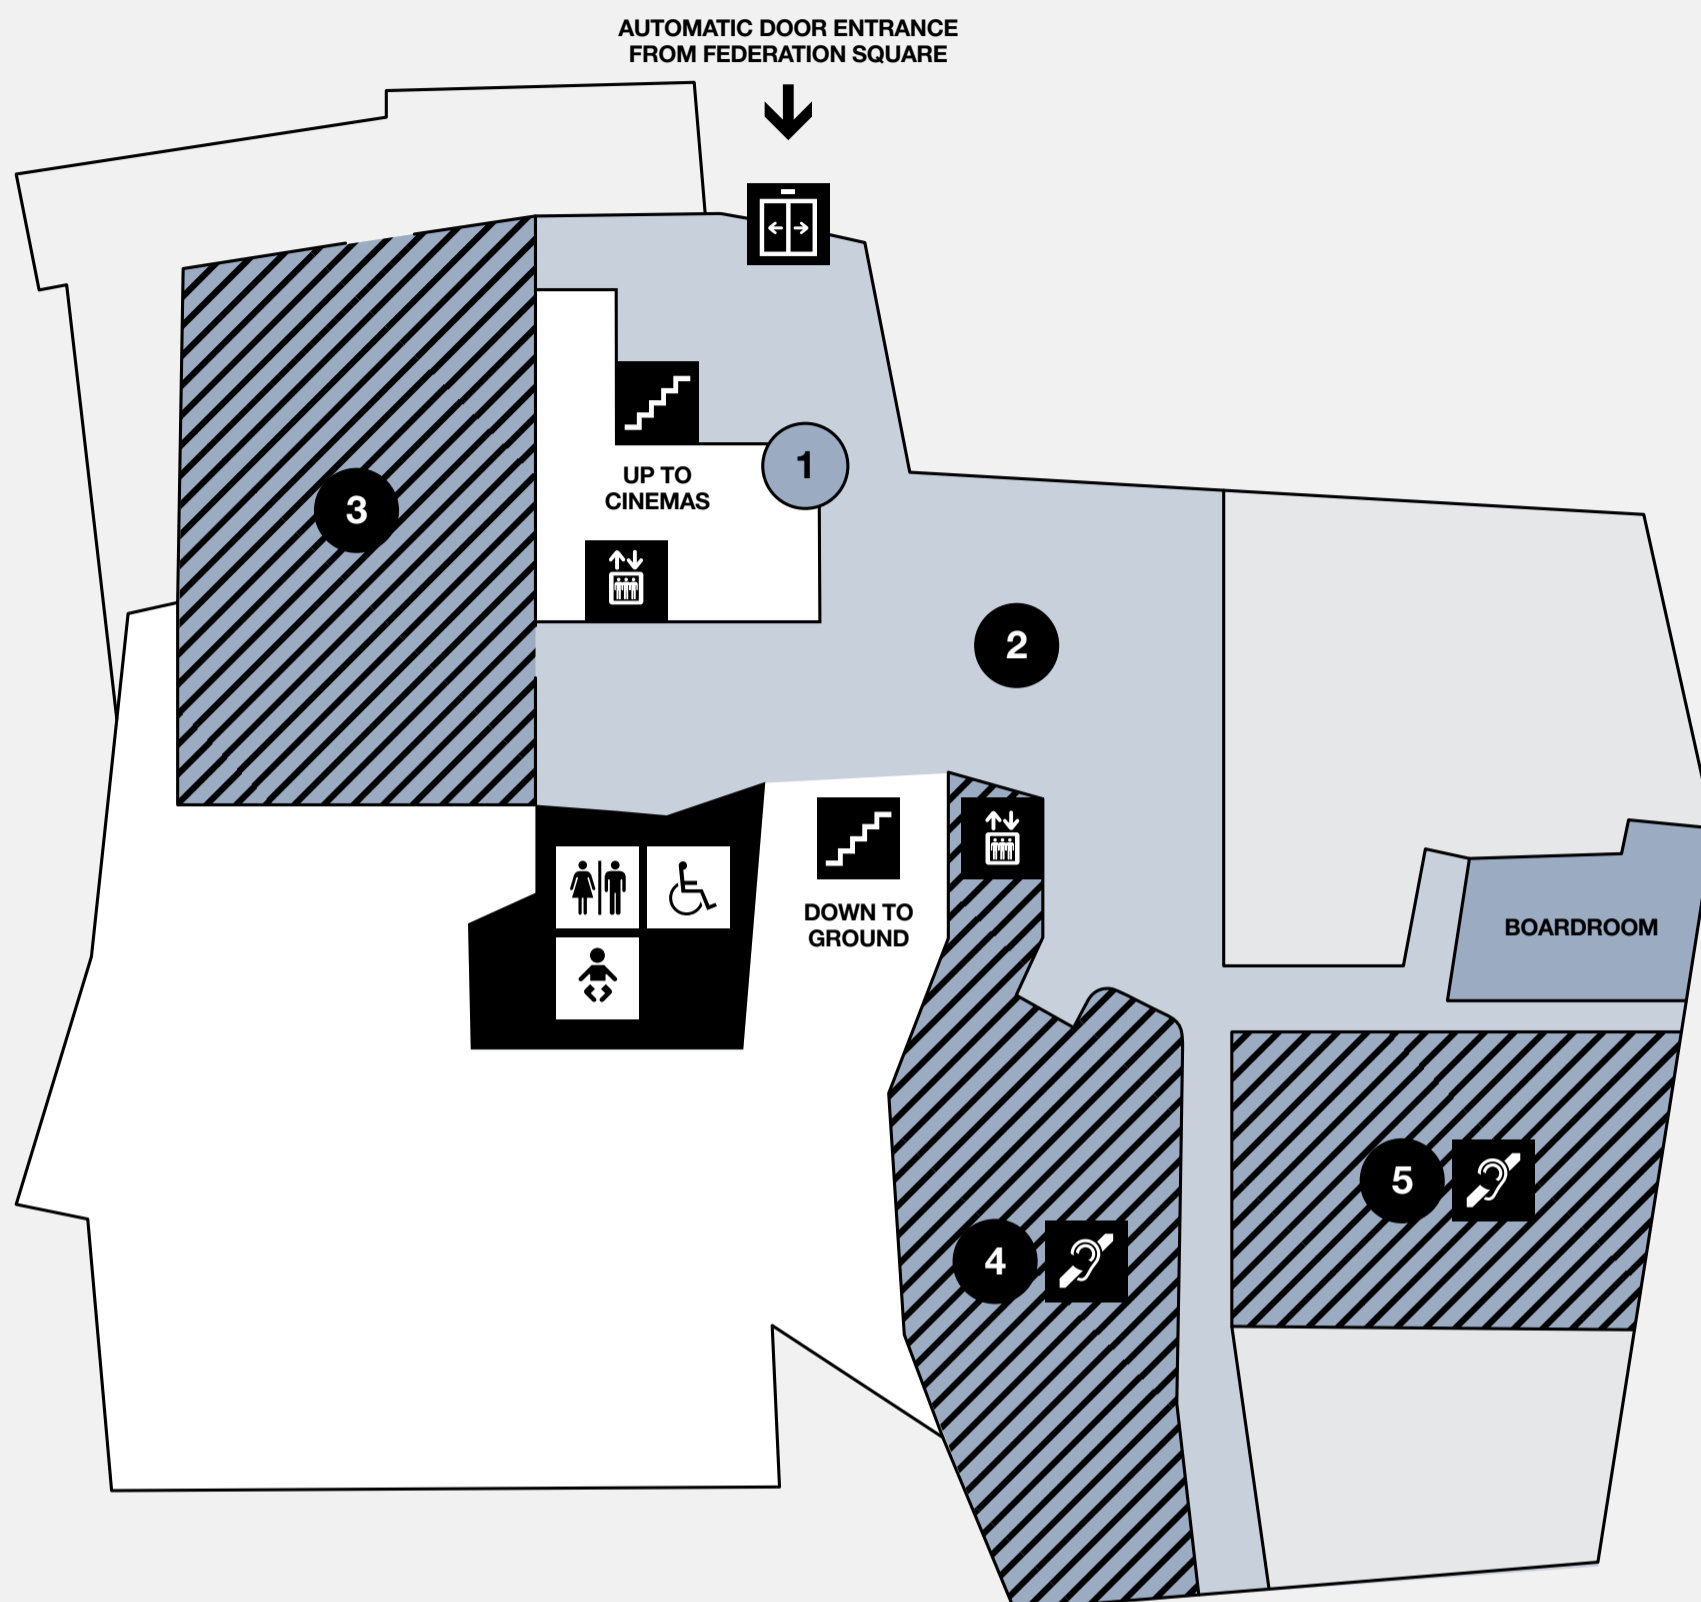 AUTOMATIC DOOR ENTRANCE
FROM FEDERATION SQUARE
1
UP TO
CINEMAS
3
2
DOWN TO
GROUND
BOARDROOM
5
4